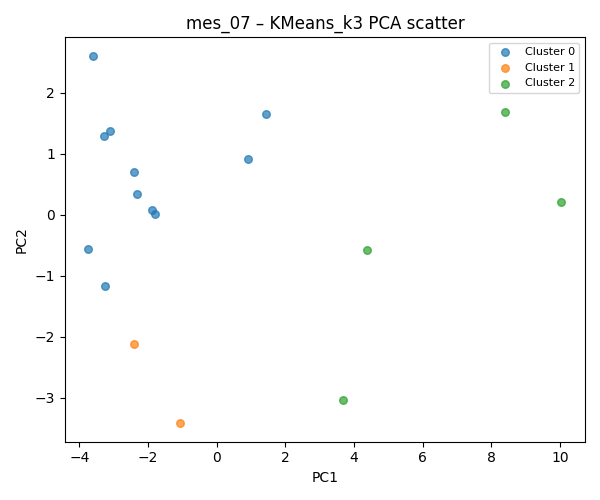 mes_07 – KMeans_k3 PCA scatter
Cluster 0
Cluster 1
Cluster 2
PC2
2
1
0
−1
−2
−3
−4 −2 0 2 4 6 8 10
PC1